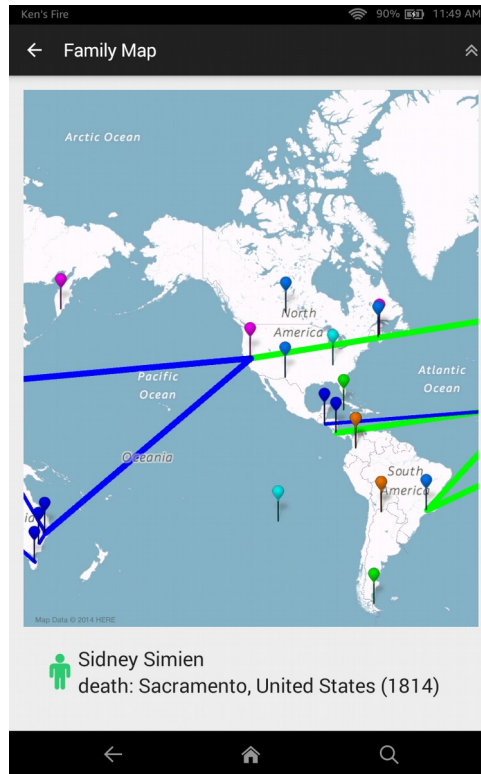 Ken's Fire 90% 11:49 AM
Family Map
Arctic Ocean
North
America
Pacific
Ocean
Atlantic
Ocean
Oceania
South
America
Map Data © 2014 HERE
Sidney Simien
death: Sacramento, United States (1814)